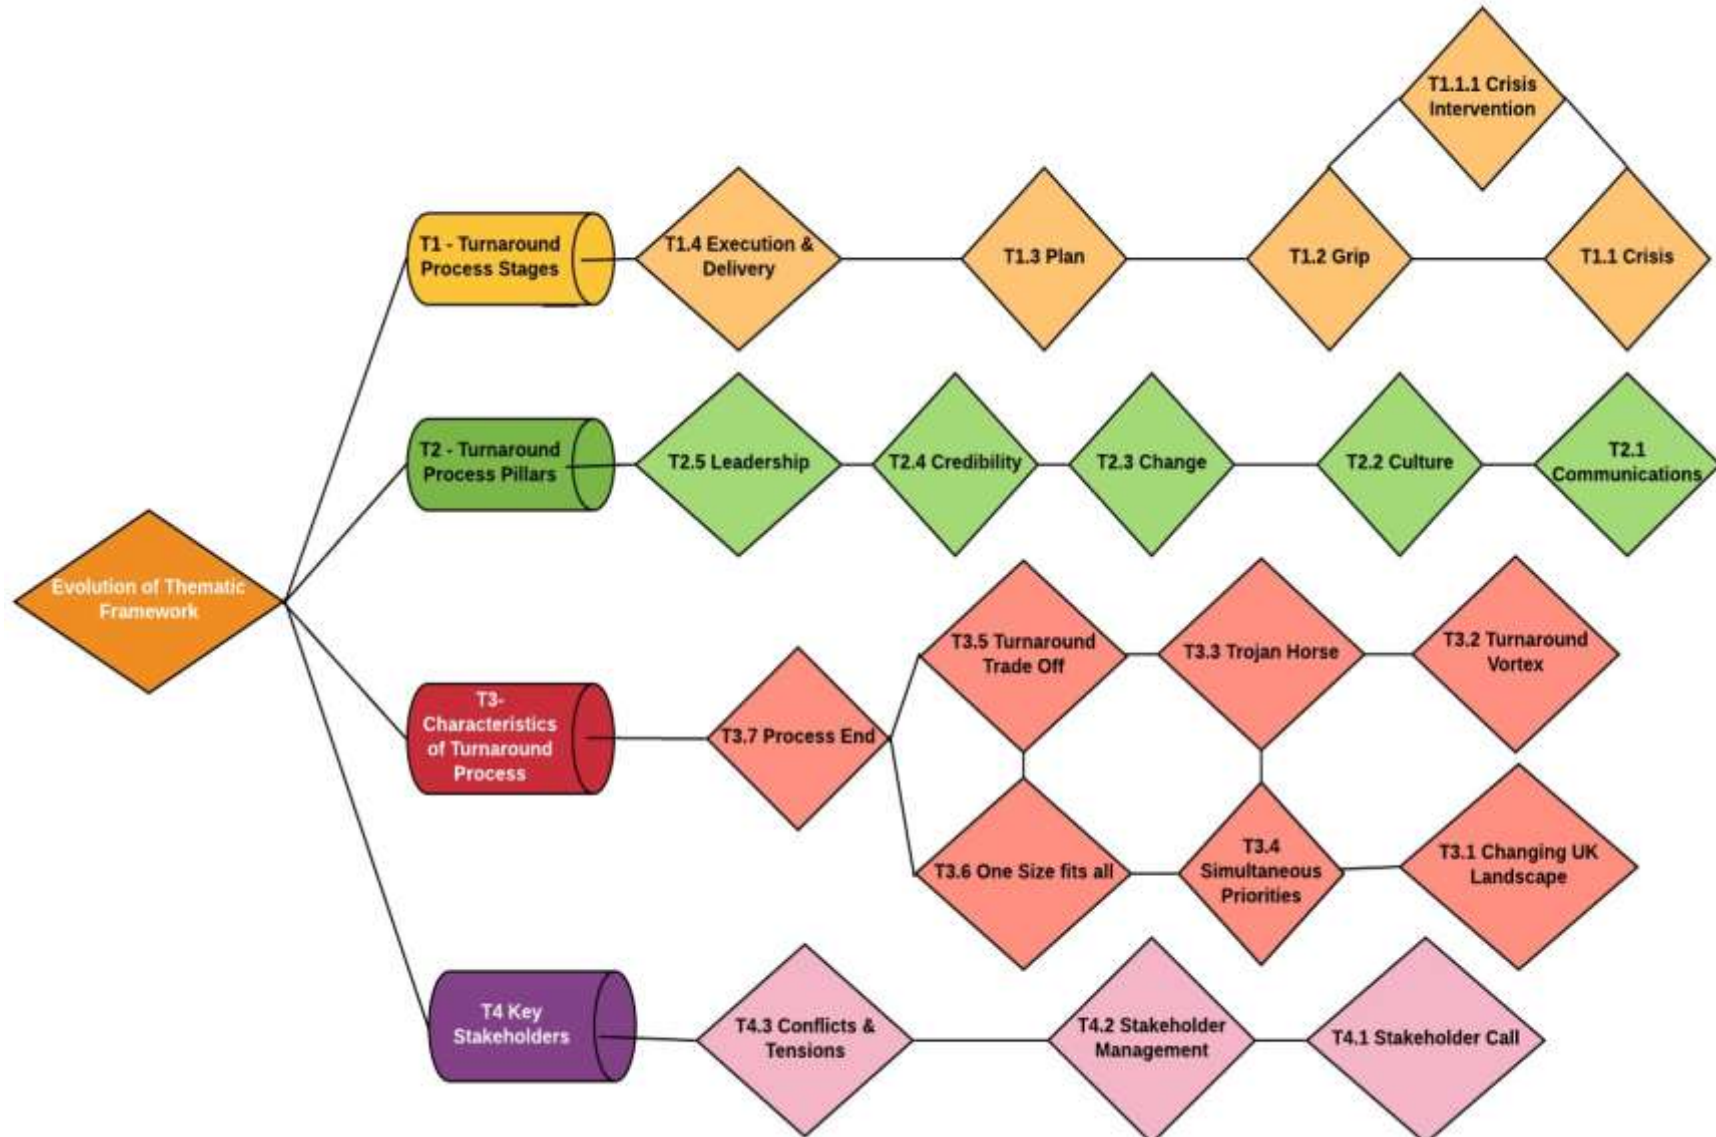 T1.1.1 Crisis
Intervention
T1 - Turnaround
Process Stages
T1.4 Execution &
Delivery
T1.3 Plan
T1.2 Grip
T1.1 Crisis
T2 - Turnaround
Process Pillars
T2.5 Leadership
T2.4 Credibility
T2.3 Change
T2.2 Culture
T2.1
Communications
Evolution of Thematic
Framework
T3-
Characteristics
of Turnaround
Process
T3.7 Process End
T3.5 Turnaround
Trade Off
T3.3 Trojan Horse
T3.2 Turnaround
Vortex
T3.6 One Size fits all
T3.4
Simultaneous
Priorities
T3.1 Changing UK
Landscape
T4 Key
Stakeholders
T4.3 Conflicts &
Tensions
T4.2 Stakeholder
Management
T4.1 Stakeholder Call